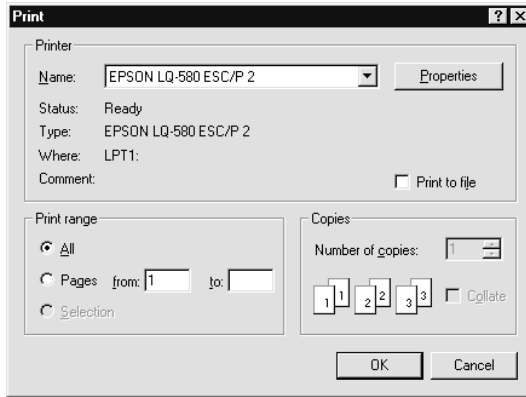 Print
Printer
Name: EPSON LQ-580 ESC/P 2 Properties
Status: Ready
Type: EPSON LQ-580 ESC/P 2
Where: LPT1:
Comment: Print to file
Print range
All
Pages from: 1 to:
Selection
Copies
Number of copies: 1
1 1 2 2 3 3 Collate
OK Cancel